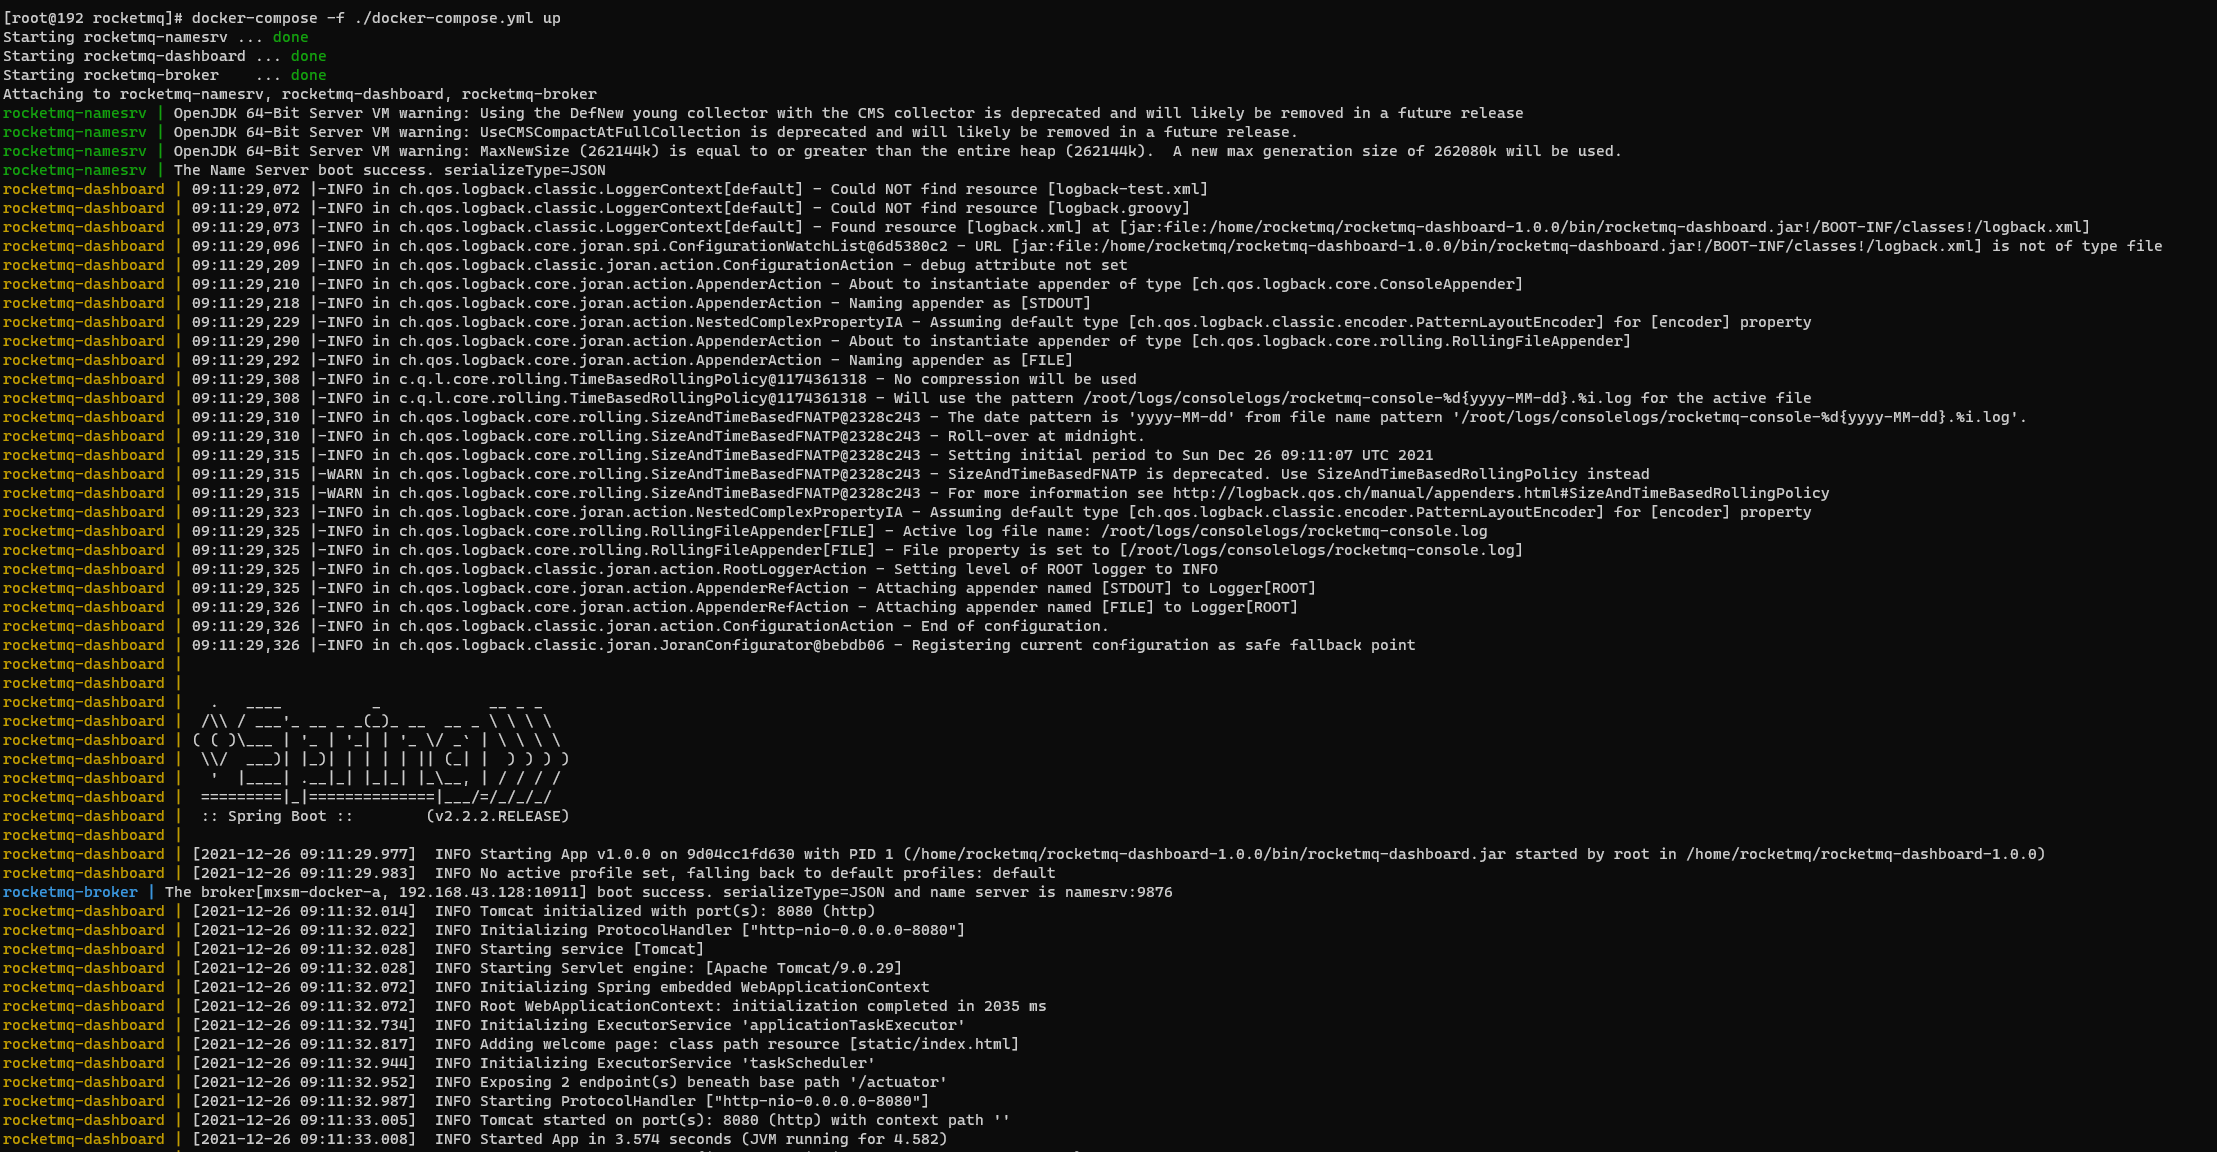 [root@192 rocketmq]# docker-compose -f ./docker-compose.yml up
Starting rocketmq-namesrv ... done
Starting rocketmq-dashboard ... done
Starting rocketmq-broker    ... done
Attaching to rocketmq-namesrv, rocketmq-dashboard, rocketmq-broker
rocketmq-namesrv | OpenJDK 64-Bit Server VM warning: Using the DefNew young collector with the CMS collector is deprecated and will likely be removed in a future release
rocketmq-namesrv | OpenJDK 64-Bit Server VM warning: UseCMSCompactAtFullCollection is deprecated and will likely be removed in a future release.
rocketmq-namesrv | OpenJDK 64-Bit Server VM warning: MaxNewSize (262144k) is equal to or greater than the entire heap (262144k).  A new max generation size of 262080k will be used.
rocketmq-namesrv | The Name Server boot success. serializeType=JSON
rocketmq-dashboard | 09:11:29,072 |-INFO in ch.qos.logback.classic.LoggerContext[default] - Could NOT find resource [logback-test.xml]
rocketmq-dashboard | 09:11:29,072 |-INFO in ch.qos.logback.classic.LoggerContext[default] - Could NOT find resource [logback.groovy]
rocketmq-dashboard | 09:11:29,073 |-INFO in ch.qos.logback.classic.LoggerContext[default] - Found resource [logback.xml] at [jar:file:/home/rocketmq/rocketmq-dashboard-1.0.0/bin/rocketmq-dashboard.jar!/BOOT-INF/classes!/logback.xml]
rocketmq-dashboard | 09:11:29,096 |-INFO in ch.qos.logback.core.joran.spi.ConfigurationWatchList@6d5380c2 - URL [jar:file:/home/rocketmq/rocketmq-dashboard-1.0.0/bin/rocketmq-dashboard.jar!/BOOT-INF/classes!/logback.xml] is not of type file
rocketmq-dashboard | 09:11:29,209 |-INFO in ch.qos.logback.classic.joran.action.ConfigurationAction - debug attribute not set
rocketmq-dashboard | 09:11:29,210 |-INFO in ch.qos.logback.core.joran.action.AppenderAction - About to instantiate appender of type [ch.qos.logback.core.ConsoleAppender]
rocketmq-dashboard | 09:11:29,218 |-INFO in ch.qos.logback.core.joran.action.AppenderAction - Naming appender as [STDOUT]
rocketmq-dashboard | 09:11:29,229 |-INFO in ch.qos.logback.core.joran.action.NestedComplexPropertyIA - Assuming default type [ch.qos.logback.classic.encoder.PatternLayoutEncoder] for [encoder] property
rocketmq-dashboard | 09:11:29,290 |-INFO in ch.qos.logback.core.joran.action.AppenderAction - About to instantiate appender of type [ch.qos.logback.core.rolling.RollingFileAppender]
rocketmq-dashboard | 09:11:29,292 |-INFO in ch.qos.logback.core.joran.action.AppenderAction - Naming appender as [FILE]
rocketmq-dashboard | 09:11:29,308 |-INFO in c.q.l.core.rolling.TimeBasedRollingPolicy@1174361318 - No compression will be used
rocketmq-dashboard | 09:11:29,308 |-INFO in c.q.l.core.rolling.TimeBasedRollingPolicy@1174361318 - Will use the pattern /root/logs/consolelogs/rocketmq-console-%d{yyyy-MM-dd}.%i.log for the active file
rocketmq-dashboard | 09:11:29,310 |-INFO in ch.qos.logback.core.rolling.SizeAndTimeBasedFNATP@2328c243 - The date pattern is 'yyyy-MM-dd' from file name pattern '/root/logs/consolelogs/rocketmq-console-%d{yyyy-MM-dd}.%i.log'.
rocketmq-dashboard | 09:11:29,310 |-INFO in ch.qos.logback.core.rolling.SizeAndTimeBasedFNATP@2328c243 - Roll-over at midnight.
rocketmq-dashboard | 09:11:29,315 |-INFO in ch.qos.logback.core.rolling.SizeAndTimeBasedFNATP@2328c243 - Setting initial period to Sun Dec 26 09:11:07 UTC 2021
rocketmq-dashboard | 09:11:29,315 |-WARN in ch.qos.logback.core.rolling.SizeAndTimeBasedFNATP@2328c243 - SizeAndTimeBasedFNATP is deprecated. Use SizeAndTimeBasedRollingPolicy instead
rocketmq-dashboard | 09:11:29,315 |-WARN in ch.qos.logback.core.rolling.SizeAndTimeBasedFNATP@2328c243 - For more information see http://logback.qos.ch/manual/appenders.html#SizeAndTimeBasedRollingPolicy
rocketmq-dashboard | 09:11:29,323 |-INFO in ch.qos.logback.core.joran.action.NestedComplexPropertyIA - Assuming default type [ch.qos.logback.classic.encoder.PatternLayoutEncoder] for [encoder] property
rocketmq-dashboard | 09:11:29,325 |-INFO in ch.qos.logback.core.rolling.RollingFileAppender[FILE] - Active log file name: /root/logs/consolelogs/rocketmq-console.log
rocketmq-dashboard | 09:11:29,325 |-INFO in ch.qos.logback.core.rolling.RollingFileAppender[FILE] - File property is set to [/root/logs/consolelogs/rocketmq-console.log]
rocketmq-dashboard | 09:11:29,325 |-INFO in ch.qos.logback.classic.joran.action.RootLoggerAction - Setting level of ROOT logger to INFO
rocketmq-dashboard | 09:11:29,325 |-INFO in ch.qos.logback.core.joran.action.AppenderRefAction - Attaching appender named [STDOUT] to Logger[ROOT]
rocketmq-dashboard | 09:11:29,326 |-INFO in ch.qos.logback.core.joran.action.AppenderRefAction - Attaching appender named [FILE] to Logger[ROOT]
rocketmq-dashboard | 09:11:29,326 |-INFO in ch.qos.logback.classic.joran.action.ConfigurationAction - End of configuration.
rocketmq-dashboard | 09:11:29,326 |-INFO in ch.qos.logback.classic.joran.JoranConfigurator@bebdb06 - Registering current configuration as safe fallback point
rocketmq-dashboard |
rocketmq-dashboard |
rocketmq-dashboard |   .   ____          _            __ _ _
rocketmq-dashboard |  /\\ / ___'_ __ _ _(_)_ __  __ _ \ \ \ \
rocketmq-dashboard | ( ( )\___ | '_ | '_| | '_ \/ _` | \ \ \ \
rocketmq-dashboard |  \\/  ___)| |_)| | | | | || (_| |  ) ) ) )
rocketmq-dashboard |   '  |____| .__|_| |_|_| |_\__, | / / / /
rocketmq-dashboard |  =========|_|==============|___/=/_/_/_/
rocketmq-dashboard |  :: Spring Boot ::        (v2.2.2.RELEASE)
rocketmq-dashboard |
rocketmq-dashboard | [2021-12-26 09:11:29.977]  INFO Starting App v1.0.0 on 9d04cc1fd630 with PID 1 (/home/rocketmq/rocketmq-dashboard-1.0.0/bin/rocketmq-dashboard.jar started by root in /home/rocketmq/rocketmq-dashboard-1.0.0)
rocketmq-dashboard | [2021-12-26 09:11:29.983]  INFO No active profile set, falling back to default profiles: default
rocketmq-broker | The broker[mxsm-docker-a, 192.168.43.128:10911] boot success. serializeType=JSON and name server is namesrv:9876
rocketmq-dashboard | [2021-12-26 09:11:32.014]  INFO Tomcat initialized with port(s): 8080 (http)
rocketmq-dashboard | [2021-12-26 09:11:32.022]  INFO Initializing ProtocolHandler ["http-nio-0.0.0.0-8080"]
rocketmq-dashboard | [2021-12-26 09:11:32.028]  INFO Starting service [Tomcat]
rocketmq-dashboard | [2021-12-26 09:11:32.028]  INFO Starting Servlet engine: [Apache Tomcat/9.0.29]
rocketmq-dashboard | [2021-12-26 09:11:32.072]  INFO Initializing Spring embedded WebApplicationContext
rocketmq-dashboard | [2021-12-26 09:11:32.072]  INFO Root WebApplicationContext: initialization completed in 2035 ms
rocketmq-dashboard | [2021-12-26 09:11:32.734]  INFO Initializing ExecutorService 'applicationTaskExecutor'
rocketmq-dashboard | [2021-12-26 09:11:32.817]  INFO Adding welcome page: class path resource [static/index.html]
rocketmq-dashboard | [2021-12-26 09:11:32.944]  INFO Initializing ExecutorService 'taskScheduler'
rocketmq-dashboard | [2021-12-26 09:11:32.952]  INFO Exposing 2 endpoint(s) beneath base path '/actuator'
rocketmq-dashboard | [2021-12-26 09:11:32.987]  INFO Starting ProtocolHandler ["http-nio-0.0.0.0-8080"]
rocketmq-dashboard | [2021-12-26 09:11:33.005]  INFO Tomcat started on port(s): 8080 (http) with context path ''
rocketmq-dashboard | [2021-12-26 09:11:33.008]  INFO Started App in 3.574 seconds (JVM running for 4.582)